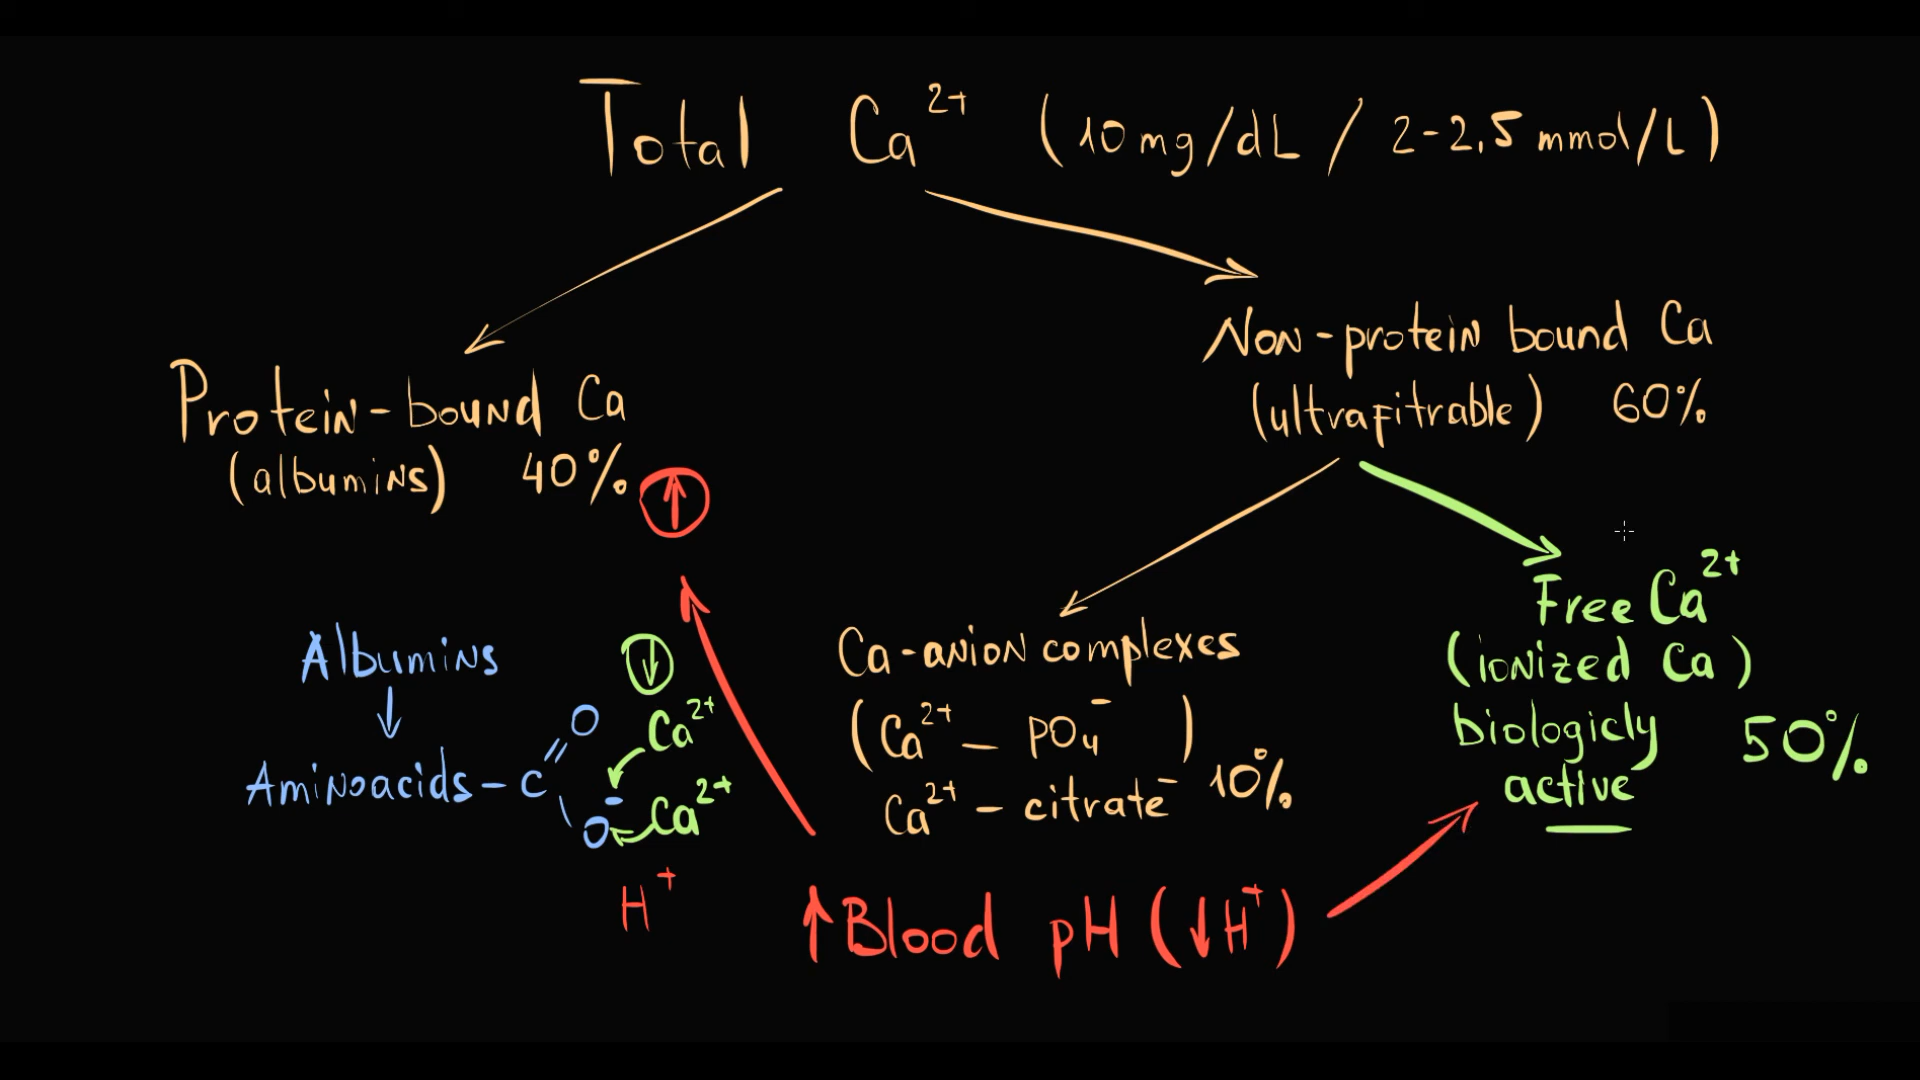 Total Ca²⁺ (10 mg/dL / 2-2,5 mmol/L)
Protein-bound Ca
(albumins) 40% ↑
Non-protein bound Ca
(ultrafitrable) 60%
Albumins
↓
Aminoacids - C
O
O⁻
↓
Ca²⁺
Ca²⁺
H⁺
Ca-anion complexes
(Ca²⁺ - PO₄⁻)
Ca²⁺ - citrate⁻ 10%
Free Ca²⁺
(ionized Ca)
biologicly 50%
active
↑ Blood pH (↓H⁺)